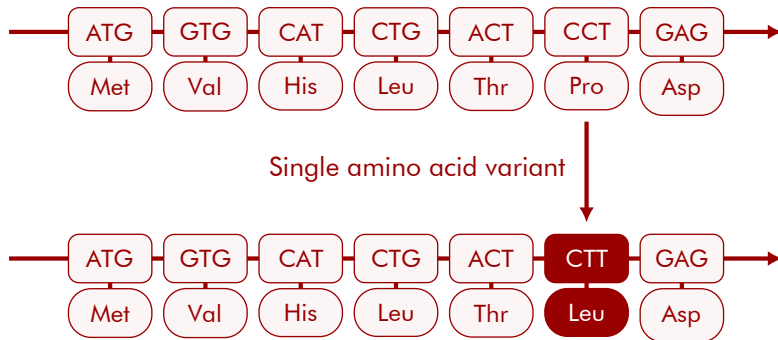 ATG GTG CAT CTG ACT CCT GAG
Met Val His Leu Thr Pro Asp
Single amino acid variant
ATG GTG CAT CTG ACT CTT GAG
Met Val His Leu Thr Leu Asp